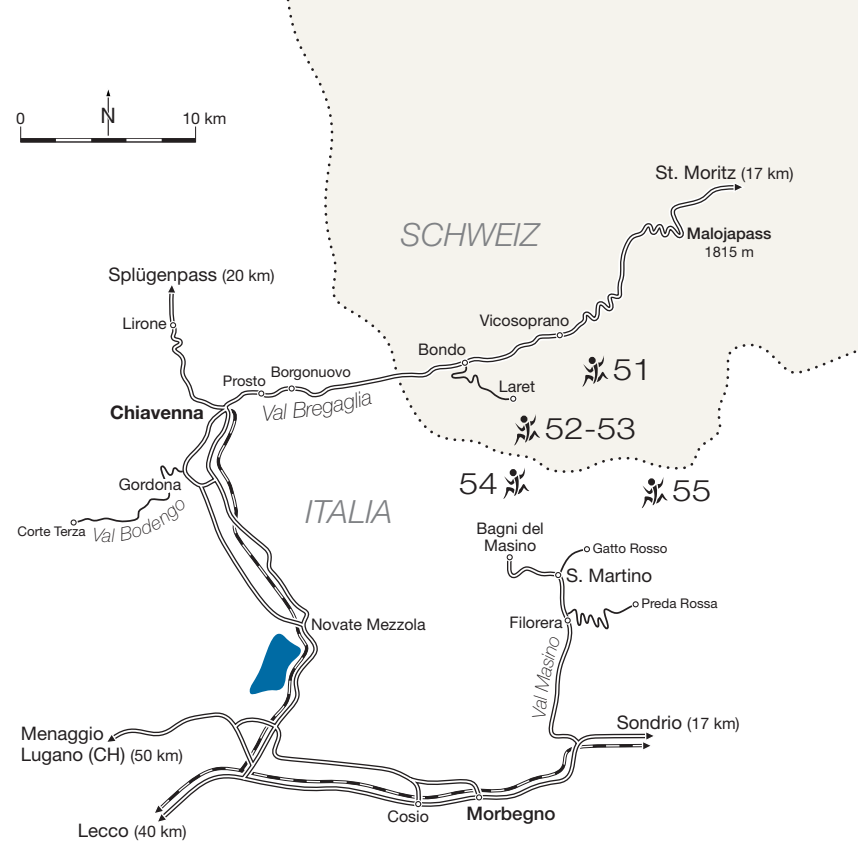 N
0 10 km
St. Moritz (17 km)
SCHWEIZ
Malojapass
1815 m
Splügenpass (20 km)
Lirone
Vicosoprano
Bondo
51
Prosto
Borgonuovo
Laret
Chiavenna
Val Bregaglia
52-53
Gordona
54
55
ITALIA
Corte Terza
Val Bodengo
Bagni del
Masino
Gatto Rosso
S. Martino
Preda Rossa
Filorera
Novate Mezzola
Val Masino
Sondrio (17 km)
Menaggio
Lugano (CH) (50 km)
Cosio
Morbegno
Lecco (40 km)